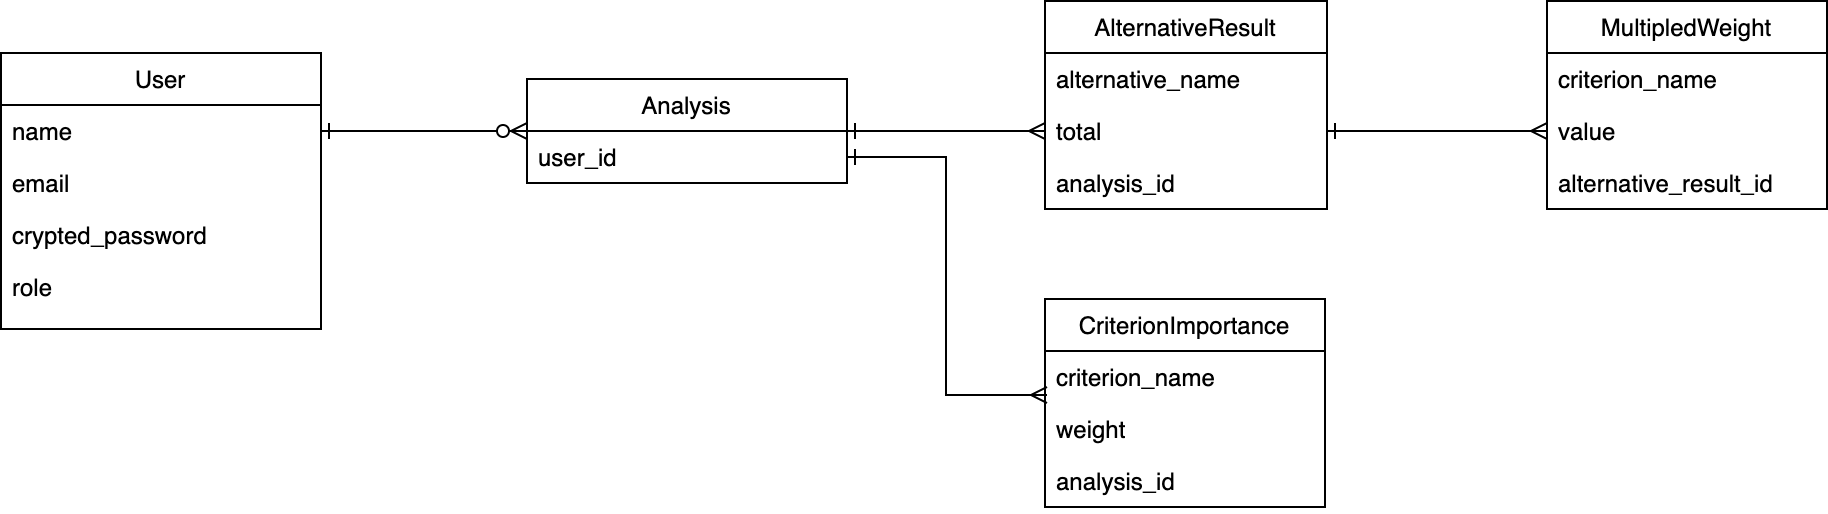 User
name
email
crypted_password
role
Analysis
user_id
AlternativeResult
alternative_name
total
analysis_id
MultipledWeight
criterion_name
value
alternative_result_id
CriterionImportance
criterion_name
weight
analysis_id